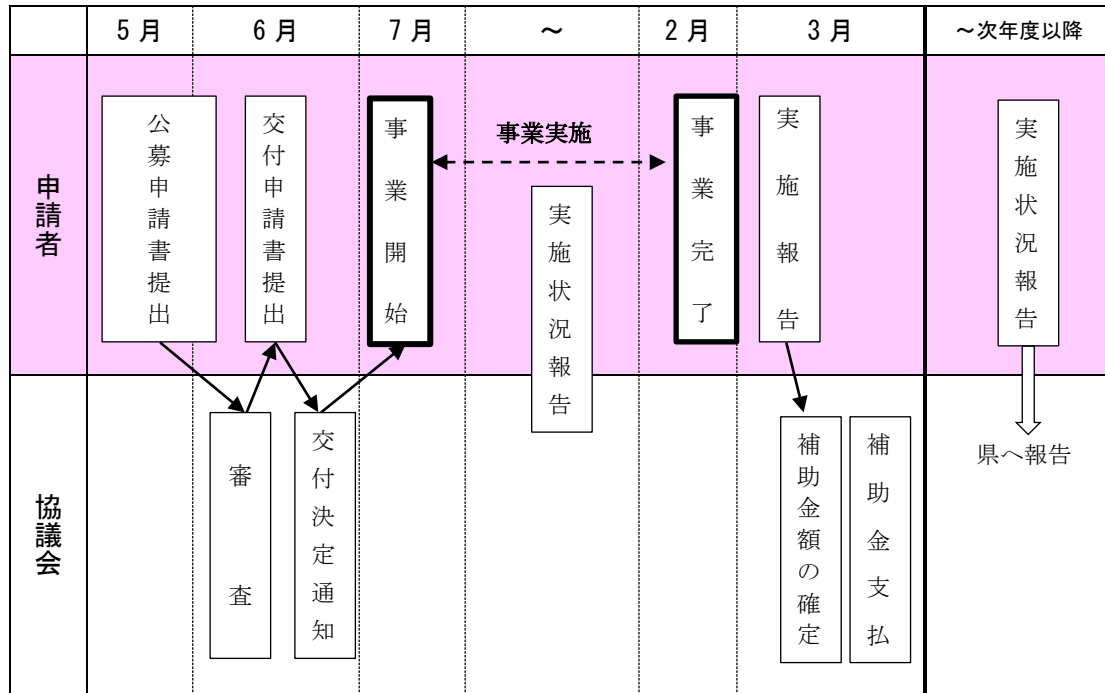 5月
6月
7月
～
2月
3月
～次年度以降
申請者
公募申請書提出
交付申請書提出
事業開始
事業実施
実施状況報告
事業完了
実施報告
実施状況報告
協議会
審査
交付決定通知
補助金額の確定
補助金支払
県へ報告